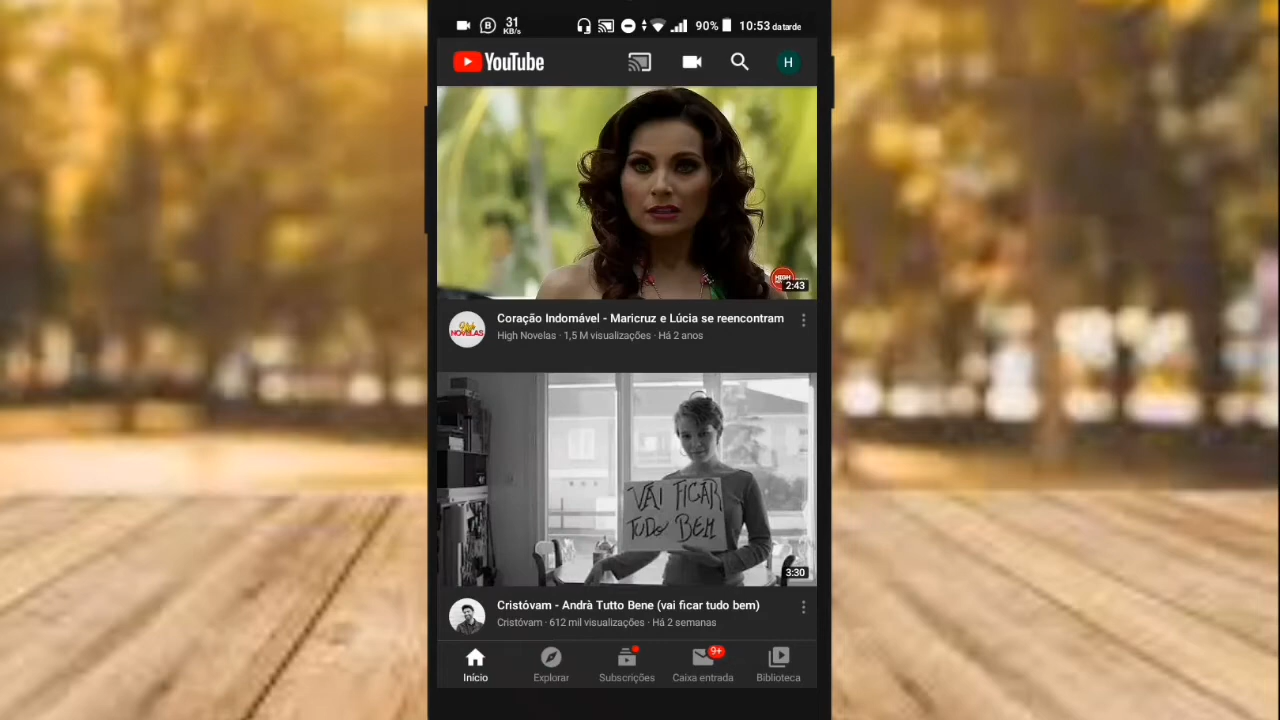 31
KB/s
90%
10:53 da tarde
YouTube
H
HIGH
2:43
Coração Indomável - Maricruz e Lúcia se reencontram
High Novelas · 1,5 M visualizações · Há 2 anos
NOVELAS
VAI FICAR
TUDO BEM
3:30
Cristóvam - Andrà Tutto Bene (vai ficar tudo bem)
Cristóvam · 612 mil visualizações · Há 2 semanas
9+
Início
Explorar
Subscrições
Caixa entrada
Biblioteca